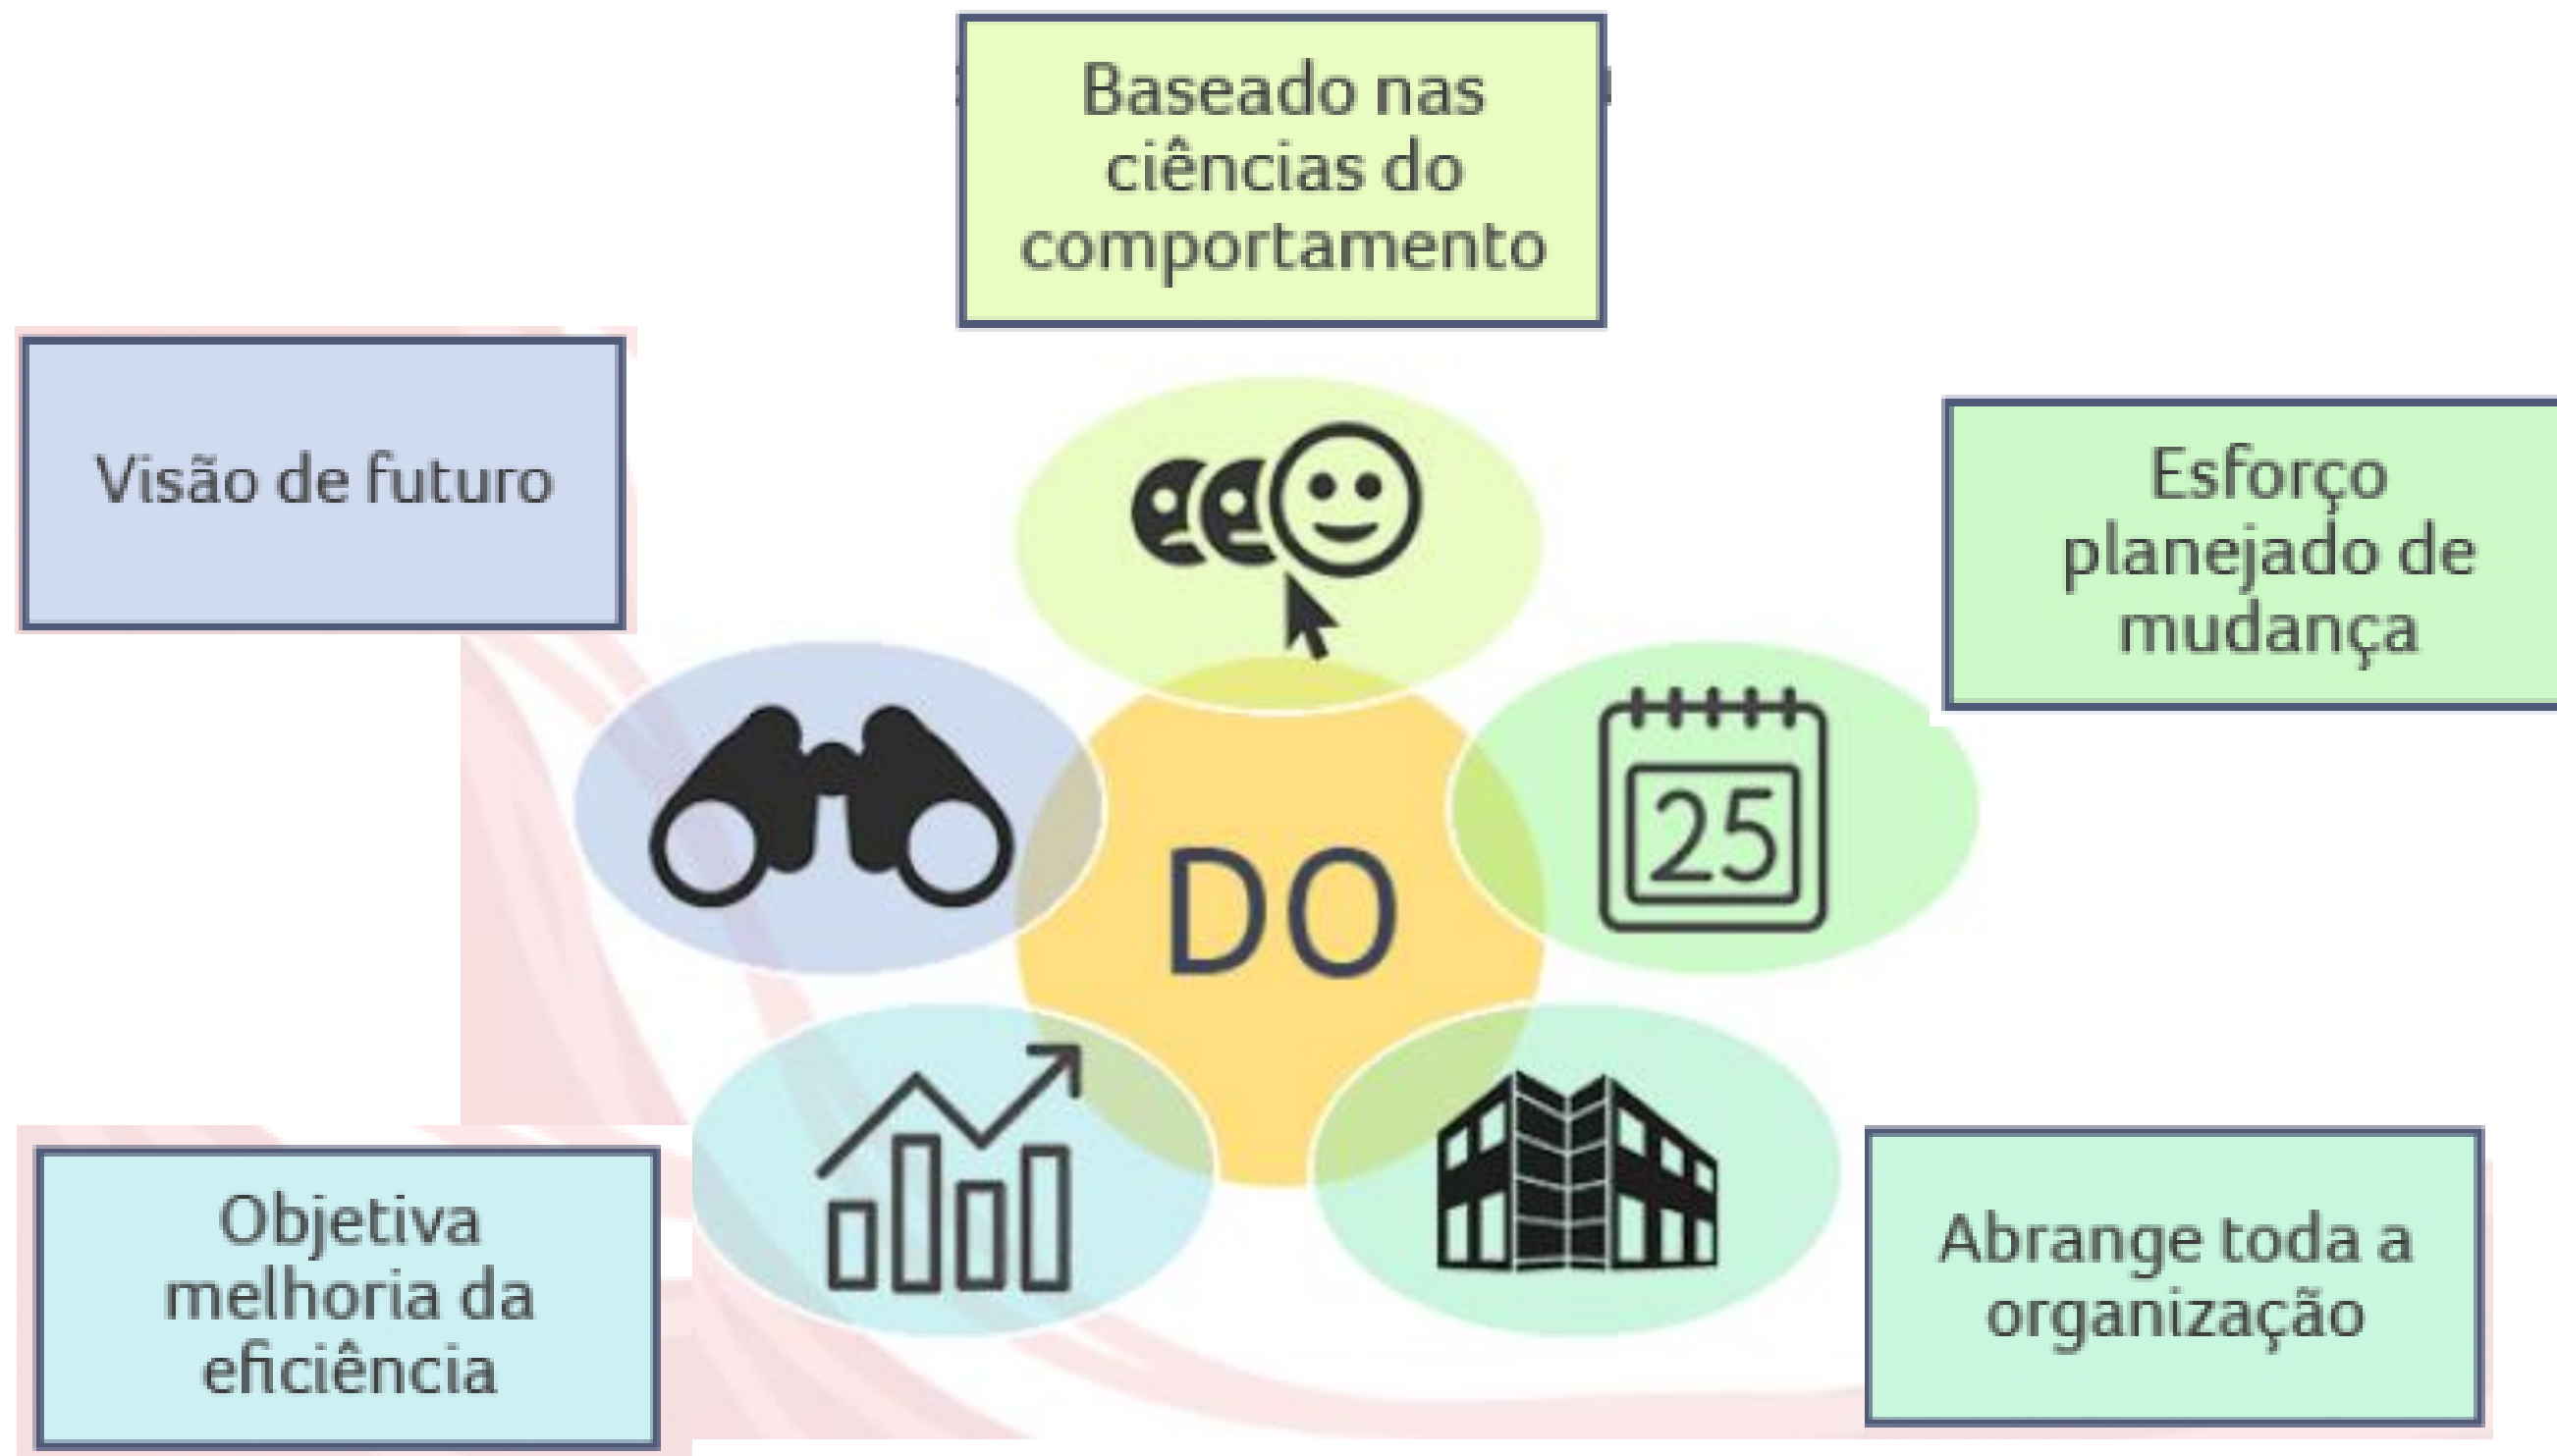 Baseado nas
ciências do
comportamento
Visão de futuro
Esforço
planejado de
mudança
25
DO
Objetiva
melhoria da
eficiência
Abrange toda a
organização